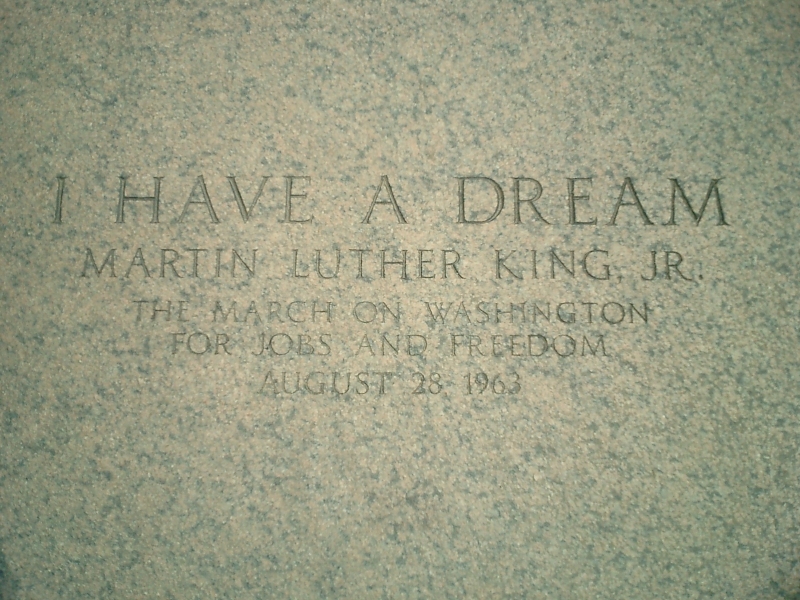 I HAVE A DREAM
MARTIN LUTHER KING, JR.
THE MARCH ON WASHINGTON
FOR JOBS AND FREEDOM
AUGUST 28 1963